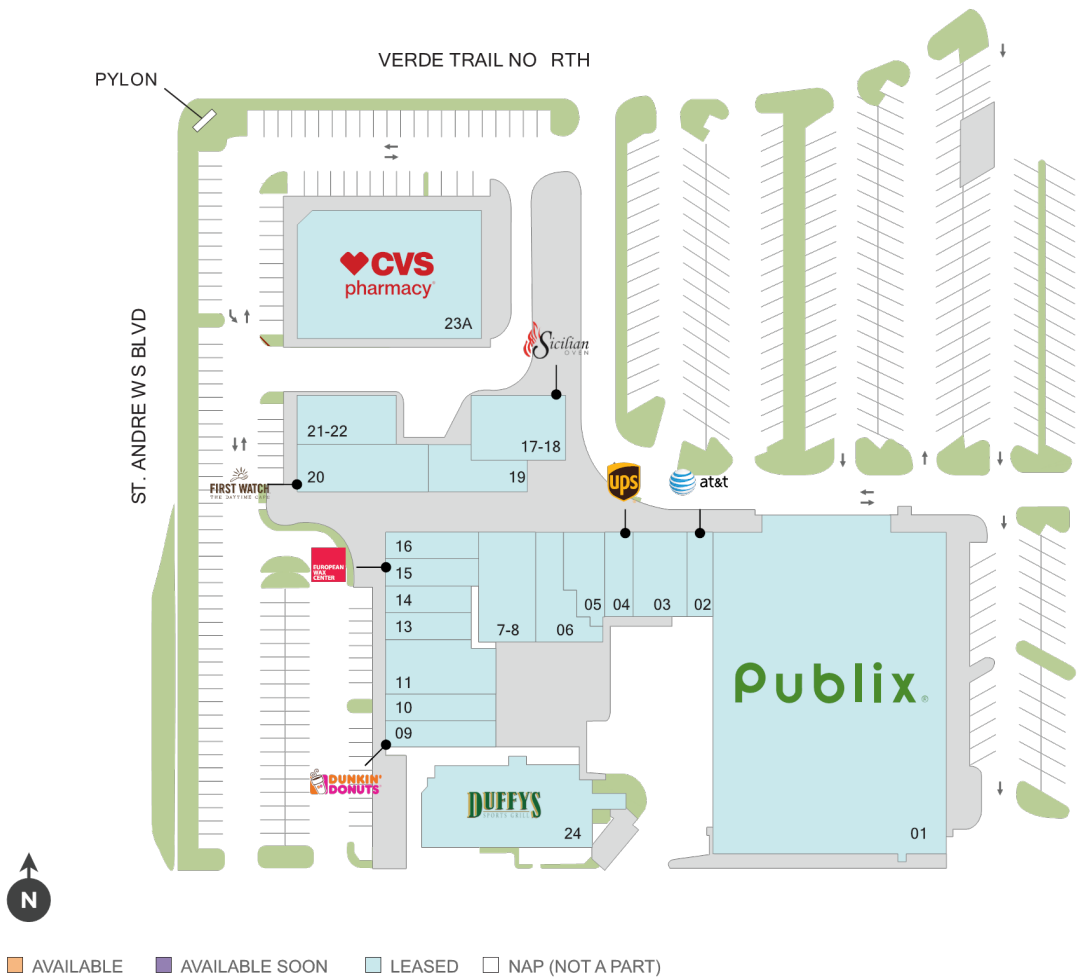 VERDE TRAIL NO RTH
PYLON
ST. ANDRE WS BLVD
CVS
pharmacy
23A
Sicilian
OVEN
21-22
17-18
20
19
FIRST WATCH
THE DAYTIME CAFE
ups
at&t
EUROPEAN
WAX
CENTER
16
15
14
13
11
10
09
7-8
06
05
04
03
02
Publix®
01
DUNKIN'
DONUTS
DUFFYS
SPORTS GRILL
24
N
AVAILABLE
AVAILABLE SOON
LEASED
NAP (NOT A PART)